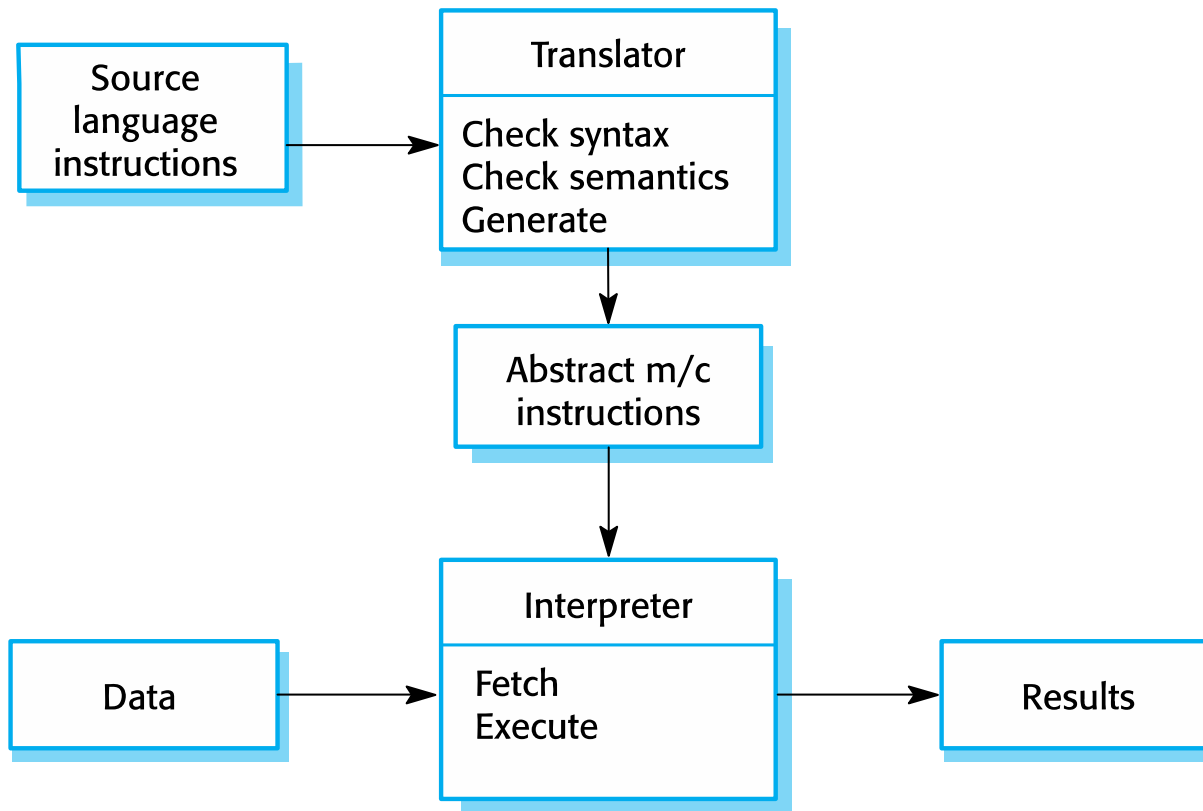 Source
language
instructions
Translator
Check syntax
Check semantics
Generate
Abstract m/c
instructions
Interpreter
Fetch
Execute
Data
Results